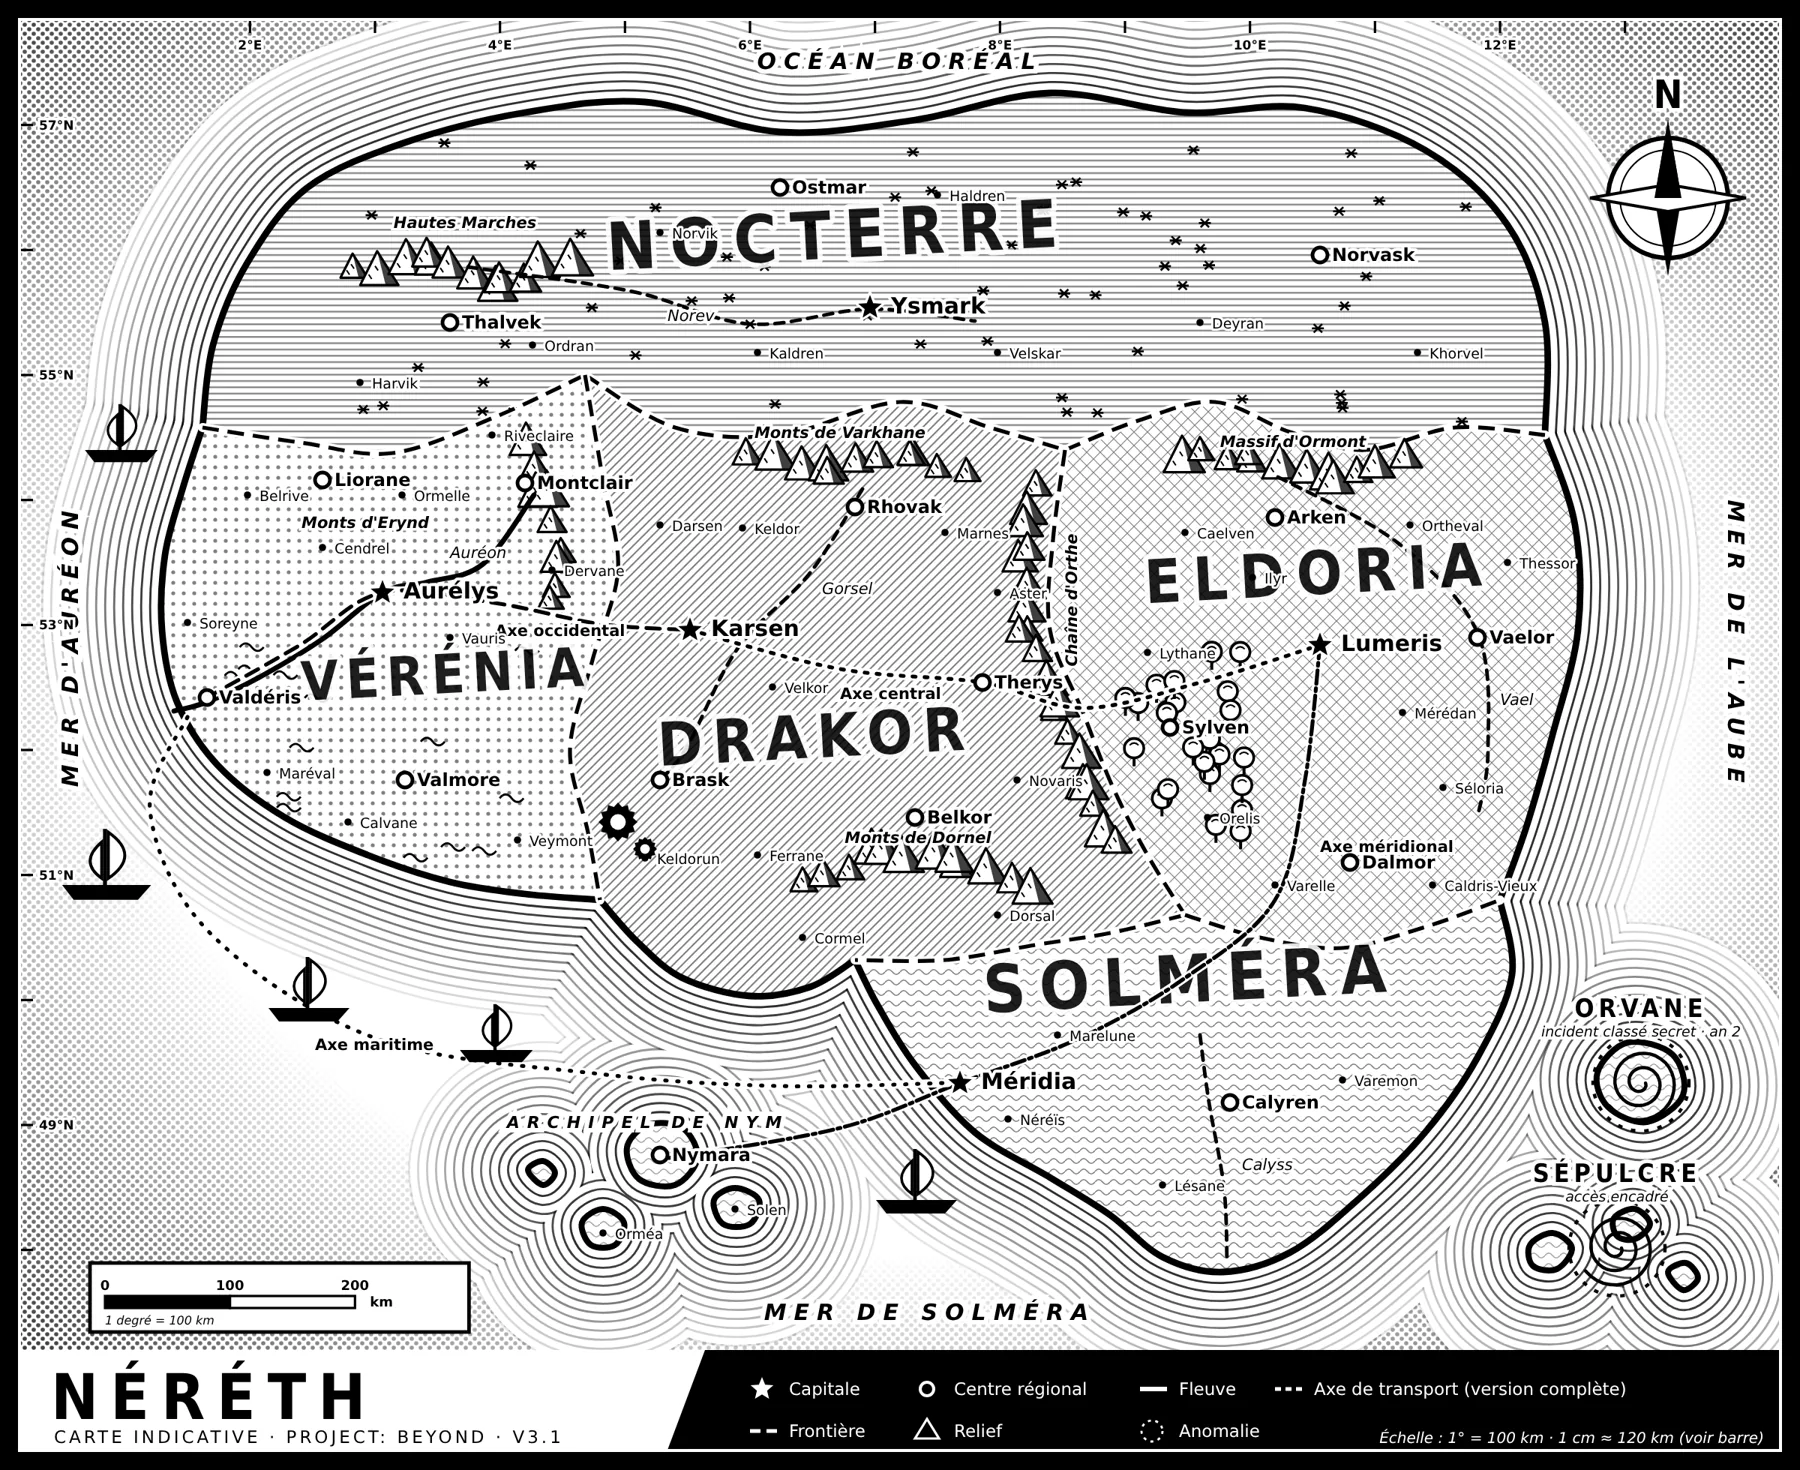 2°E
4°E
6°E
8°E
10°E
12°E
OCÉAN BORÉAL
N
57°N
Ostmar
Haldren
Hautes Marches
Norvik
NOCTERRE
Norvask
Norev
Ysmark
Thalvek
Deyran
Ordran
Kaldren
Velskar
Khorvel
55°N
Harvik
Riveclaire
Monts de Varkhane
Massif d'Ormont
Liorane
Montclair
Belrive
Ormelle
Rhovak
Arken
Monts d'Erynd
Darsen
Keldor
Marnes
Caelven
Ortheval
Cendrel
Auréon
Dervane
Thessor
ELDORIA
Ilyr
Gorsel
Aster
Chaîne d'Orthe
Aurélys
MER D'AURÉON
MER DE L'AUBE
53°N
Soreyne
Axe occidental
Karsen
Vauris
Vaelor
Lumeris
Lythane
VÉRÉNIA
Therys
Velkor
Axe central
Valdéris
Vael
Mérédan
Sylven
DRAKOR
Maréval
Valmore
Brask
Novaris
Séloria
Calvane
Belkor
Orelis
Veymont
Monts de Dornel
Axe méridional
Keldorun
Ferrane
Dalmor
51°N
Varelle
Caldris-Vieux
Dorsal
Cormel
SOLMÉRA
ORVANE
incident classé secret · an 2
Marelune
Axe maritime
Méridia
Varemon
Calyren
49°N
ARCHIPEL DE NYM
Néréïs
Nymara
Calyss
SÉPULCRE
accès encadré
Lésane
Solen
Orméa
0 100 200
km
1 degré = 100 km
MER DE SOLMÉRA
NÉRÉTH
CARTE INDICATIVE · PROJECT: BEYOND · V3.1
Capitale
Centre régional
Fleuve
Axe de transport (version complète)
Frontière
Relief
Anomalie
Échelle : 1° = 100 km · 1 cm ≈ 120 km (voir barre)